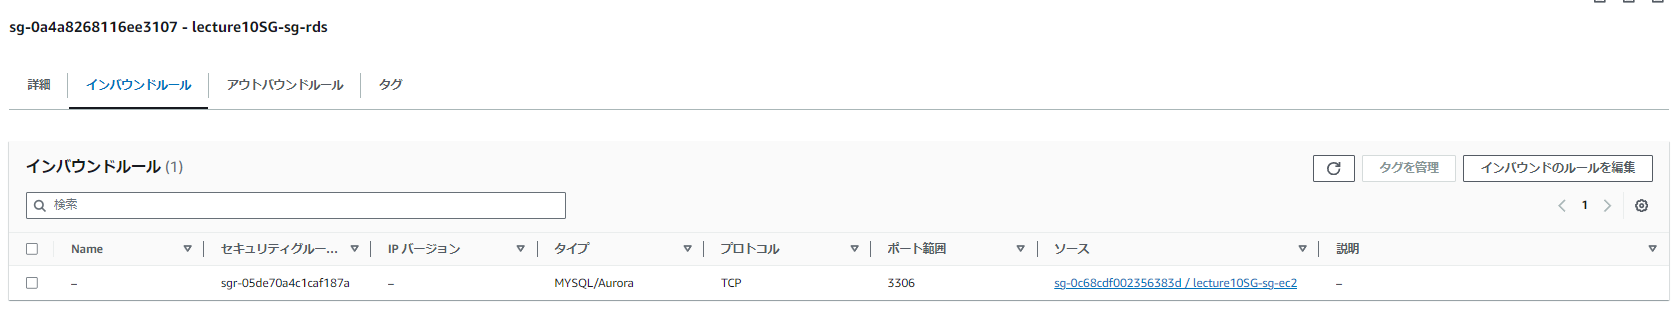 sg-0a4a8268116ee3107 - lecture10SG-sg-rds
詳細 インバウンドルール アウトバウンドルール タグ
インバウンドルール (1) タグを管理 インバウンドのルールを編集
検索 1
Name セキュリティグルー... IP バージョン タイプ プロトコル ポート範囲 ソース 説明
– sgr-05de70a4c1caf187a – MYSQL/Aurora TCP 3306 sg-0c68cdf002356383d / lecture10SG-sg-ec2 –